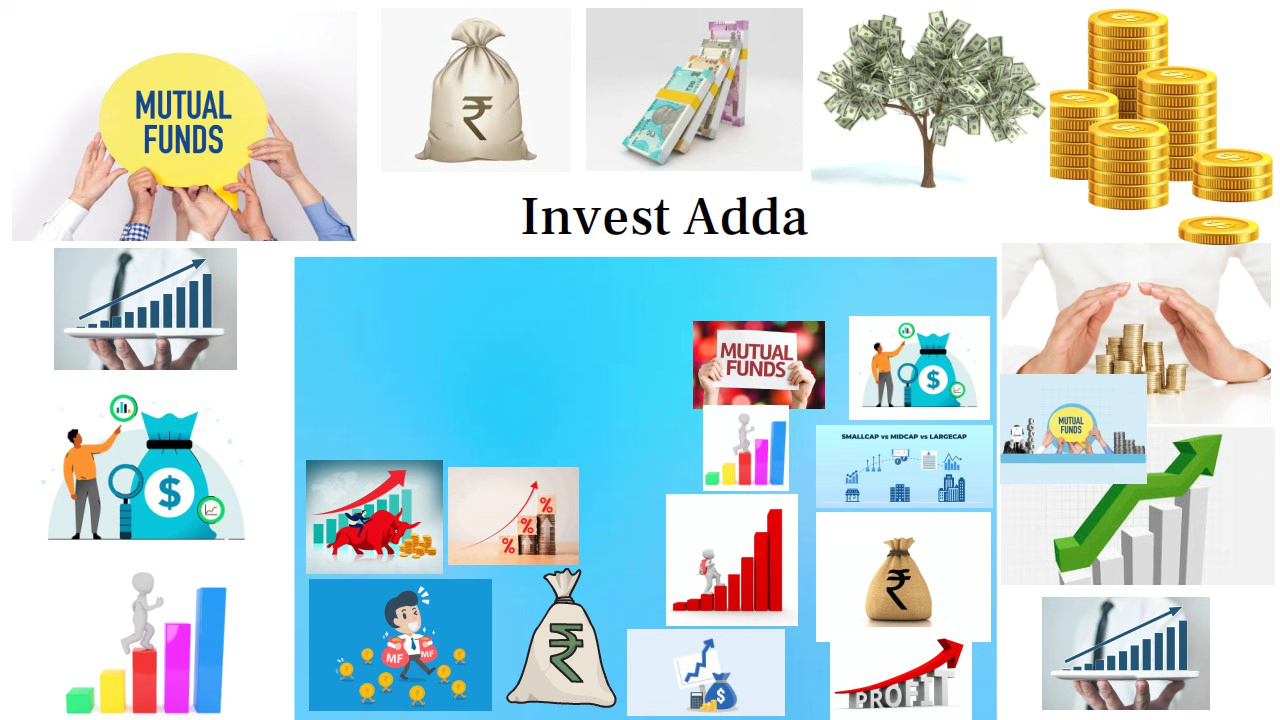 MUTUAL
FUNDS
₹
Invest Adda
MUTUAL
FUNDS
$
SMALLCAP vs MIDCAP vs LARGECAP
MUTUAL
FUNDS
$
%
%
%
₹
MF
MF
₹
$
PROFIT